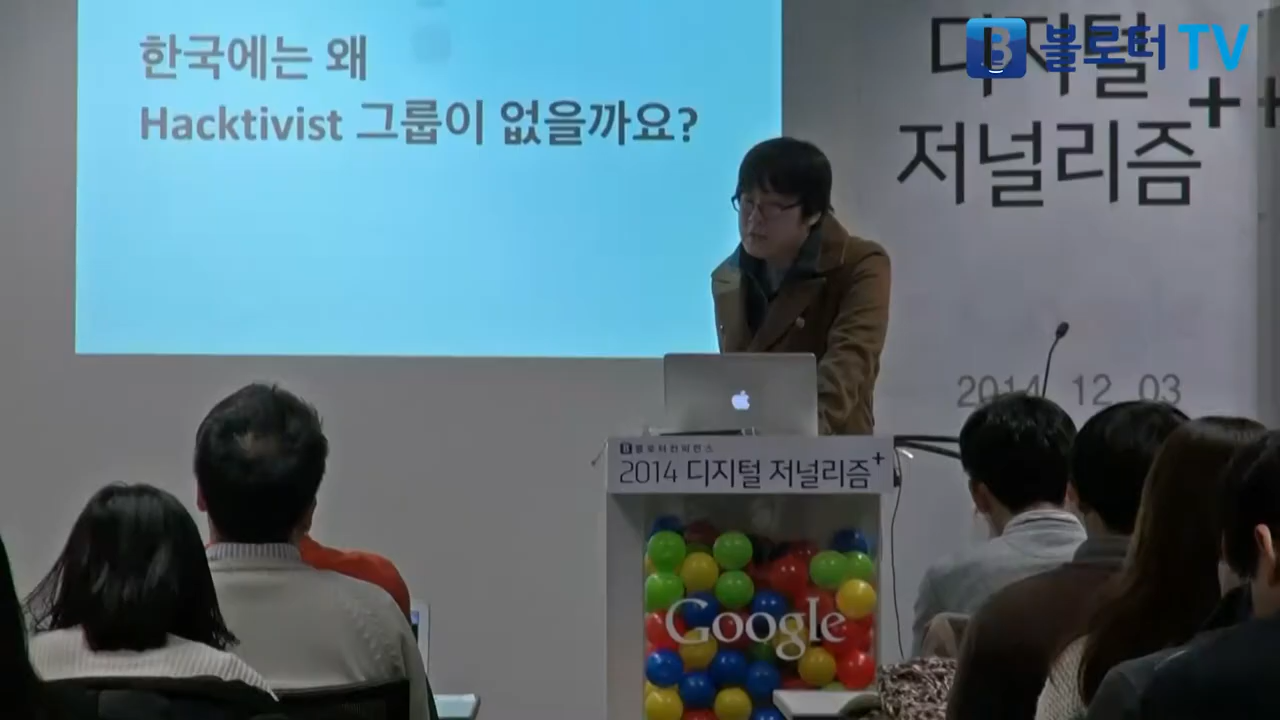 한국에는 왜
Hacktivist 그룹이 없을까요?
B 블로터 TV
디지털
저널리즘++
2014. 12. 03
B 블로터컨퍼런스
2014 디지털 저널리즘+
Google